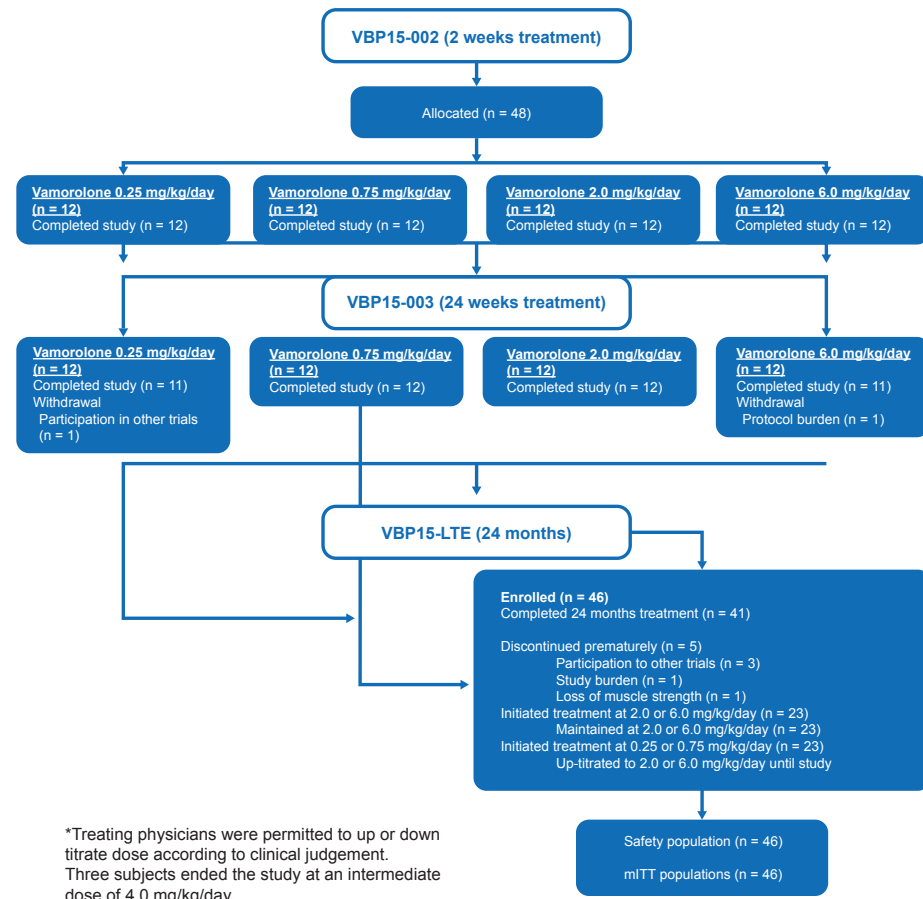 VBP15-002 (2 weeks treatment)
Allocated (n = 48)
Vamorolone 0.25 mg/kg/day
(n = 12)
Completed study (n = 12)
Vamorolone 0.75 mg/kg/day
(n = 12)
Completed study (n = 12)
Vamorolone 2.0 mg/kg/day
(n = 12)
Completed study (n = 12)
Vamorolone 6.0 mg/kg/day
(n = 12)
Completed study (n = 12)
VBP15-003 (24 weeks treatment)
Vamorolone 0.25 mg/kg/day
(n = 12)
Completed study (n = 11)
Withdrawal
Participation in other trials
(n = 1)
Vamorolone 0.75 mg/kg/day
(n = 12)
Completed study (n = 12)
Vamorolone 2.0 mg/kg/day
(n = 12)
Completed study (n = 12)
Vamorolone 6.0 mg/kg/day
(n = 12)
Completed study (n = 11)
Withdrawal
Protocol burden (n = 1)
VBP15-LTE (24 months)
Enrolled (n = 46)
Completed 24 months treatment (n = 41)
Discontinued prematurely (n = 5)
Participation to other trials (n = 3)
Study burden (n = 1)
Loss of muscle strength (n = 1)
Initiated treatment at 2.0 or 6.0 mg/kg/day (n = 23)
Maintained at 2.0 or 6.0 mg/kg/day (n = 23)
Initiated treatment at 0.25 or 0.75 mg/kg/day (n = 23)
Up-titrated to 2.0 or 6.0 mg/kg/day until study
Safety population (n = 46)
mITT populations (n = 46)
*Treating physicians were permitted to up or down
titrate dose according to clinical judgement.
Three subjects ended the study at an intermediate
dose of 4.0 mg/kg/day